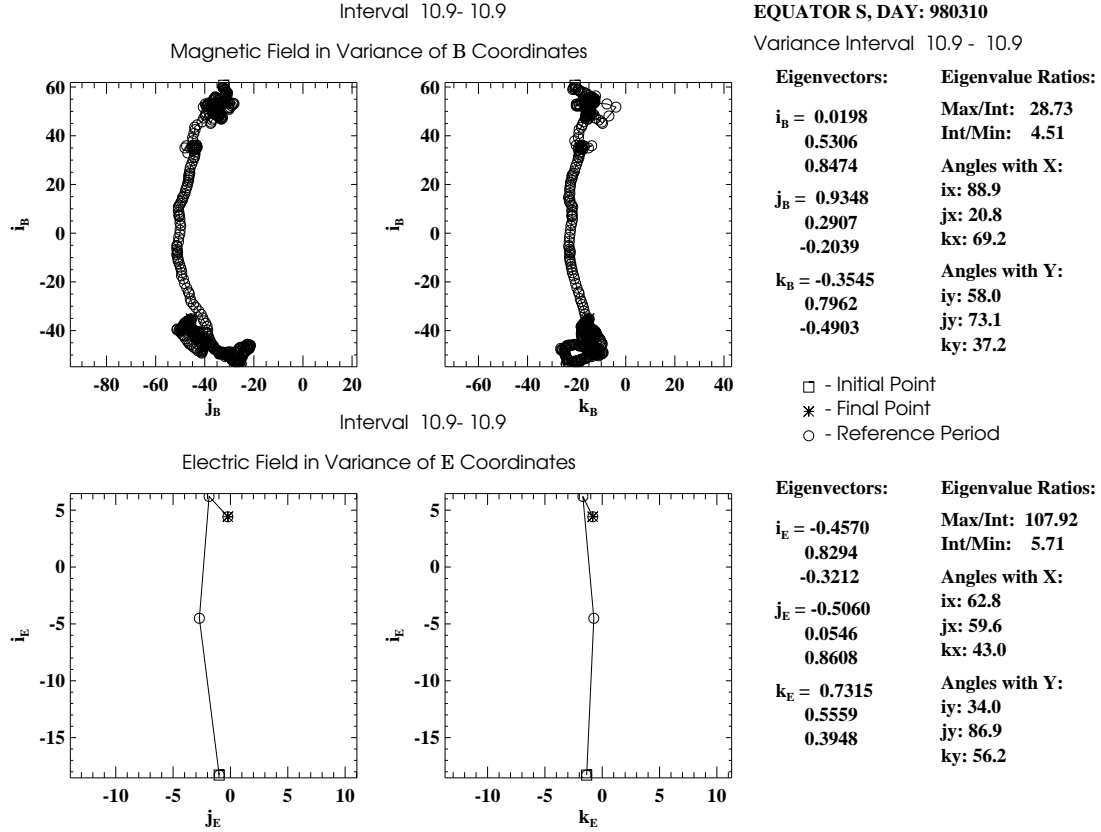 Interval 10.9- 10.9
EQUATOR S, DAY: 980310
Magnetic Field in Variance of B Coordinates
Variance Interval 10.9 - 10.9
60
40
20
0
-20
-40
i_B
-80 -60 -40 -20 0 20
j_B
60
40
20
0
-20
-40
i_B
-80 -60 -40 -20 0 20 40
k_B
Eigenvectors:
i_B = 0.0198
0.5306
0.8474
j_B = 0.9348
0.2907
-0.2039
k_B = -0.3545
0.7962
-0.4903
Eigenvalue Ratios:
Max/Int: 28.73
Int/Min: 4.51
Angles with X:
ix: 88.9
jx: 20.8
kx: 69.2
Angles with Y:
iy: 58.0
jy: 73.1
ky: 37.2
- Initial Point
- Final Point
- Reference Period
Interval 10.9- 10.9
Electric Field in Variance of E Coordinates
5
0
-5
-10
-15
i_E
-10 -5 0 5 10
j_E
5
0
-5
-10
-15
i_E
-10 -5 0 5 10
k_E
Eigenvectors:
i_E = -0.4570
0.8294
-0.3212
j_E = -0.5060
0.0546
0.8608
k_E = 0.7315
0.5559
0.3948
Eigenvalue Ratios:
Max/Int: 107.92
Int/Min: 5.71
Angles with X:
ix: 62.8
jx: 59.6
kx: 43.0
Angles with Y:
iy: 34.0
jy: 86.9
ky: 56.2